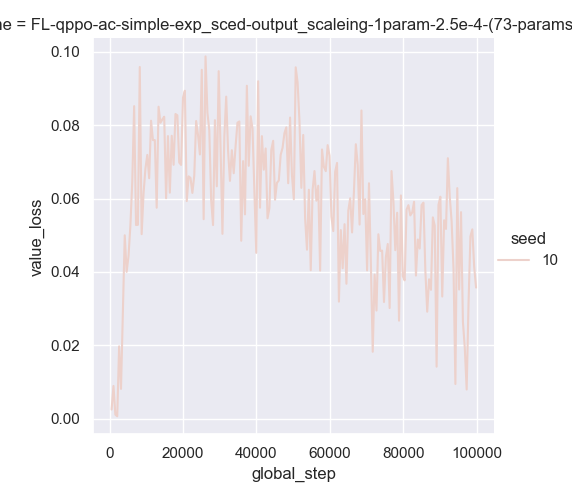 ne = FL-qppo-ac-simple-exp_sced-output_scaleing-1param-2.5e-4-(73-params
0.10
0.08
0.06
0.04
0.02
0.00
value_loss
0 20000 40000 60000 80000 100000
global_step
seed
10